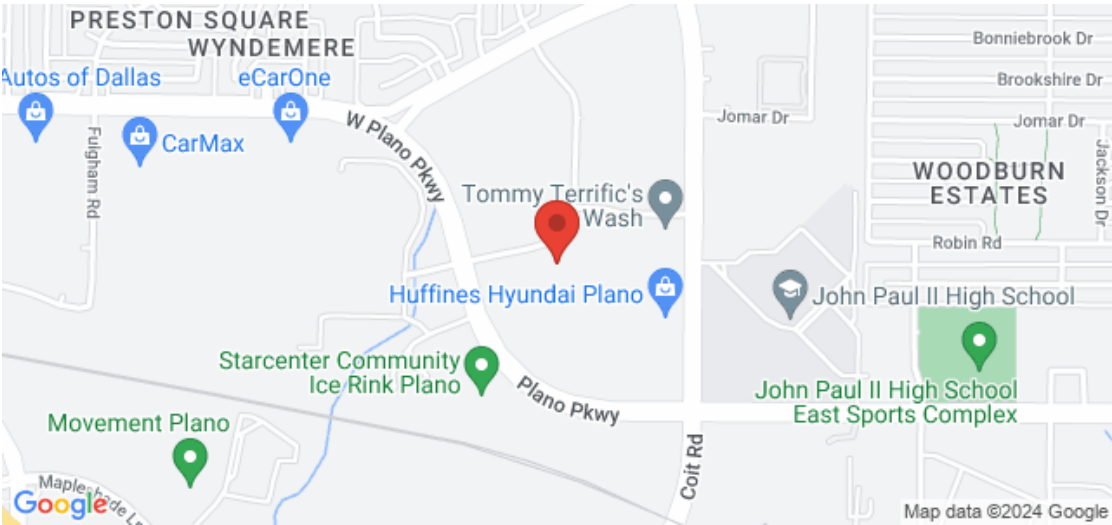 PRESTON SQUARE
WYNDEMERE
Bonniebrook Dr
Autos of Dallas
eCarOne
Brookshire Dr
Fulgham Rd
CarMax
W Plano Pkwy
Jomar Dr
Jomar Dr
Jackson Dr
WOODBURN
ESTATES
Tommy Terrific's
Wash
Robin Rd
Huffines Hyundai Plano
John Paul II High School
Starcenter Community
Ice Rink Plano
Plano Pkwy
John Paul II High School
East Sports Complex
Movement Plano
Coit Rd
Mapleshade Ln
Google
Map data ©2024 Google